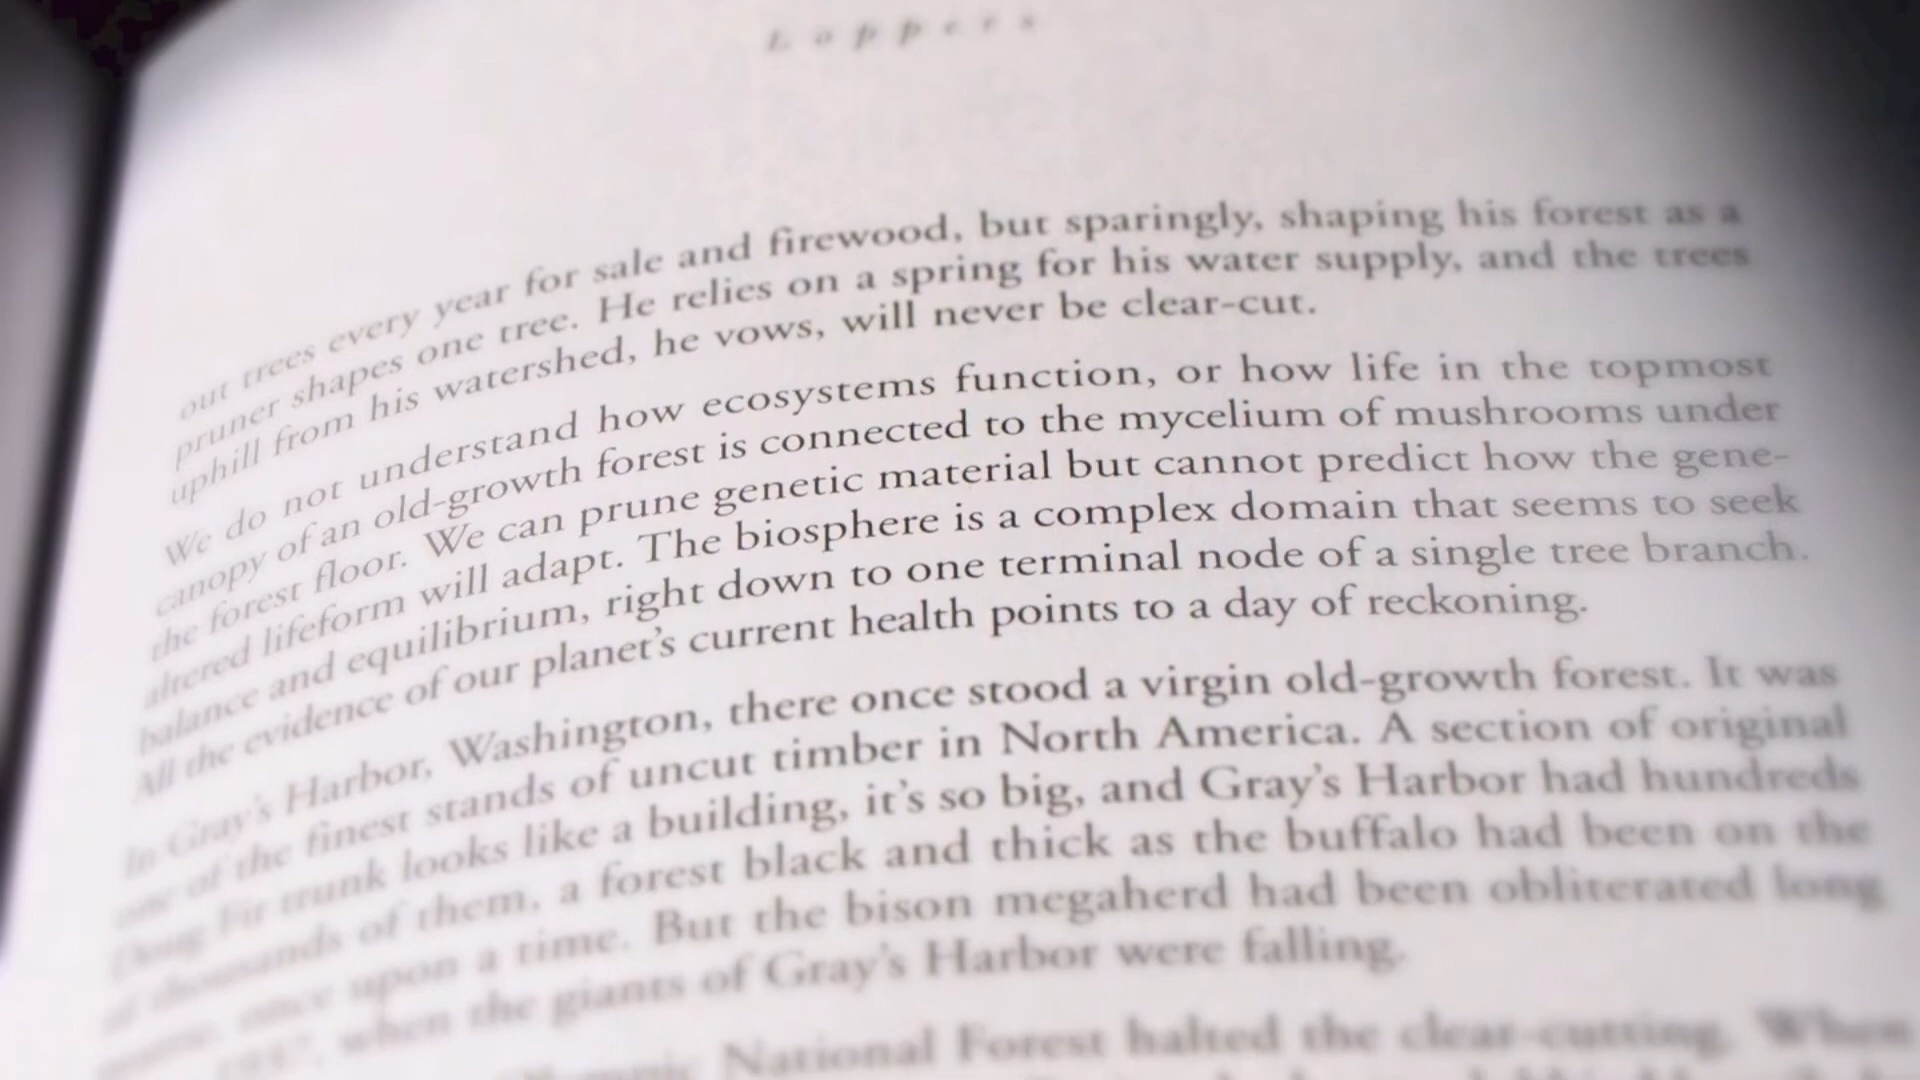 Loppers
out trees every year for sale and firewood, but sparingly, shaping his forest as a
pruner shapes one tree. He relies on a spring for his water supply, and the trees
uphill from his watershed, he vows, will never be clear-cut.
We do not understand how ecosystems function, or how life in the topmost
canopy of an old-growth forest is connected to the mycelium of mushrooms under
the forest floor. We can prune genetic material but cannot predict how the gene-
altered lifeform will adapt. The biosphere is a complex domain that seems to seek
balance and equilibrium, right down to one terminal node of a single tree branch.
All the evidence of our planet's current health points to a day of reckoning.
In Gray's Harbor, Washington, there once stood a virgin old-growth forest. It was
one of the finest stands of uncut timber in North America. A section of original
Doug Fir trunk looks like a building, it's so big, and Gray's Harbor had hundreds
of thousands of them, a forest black and thick as the buffalo had been on the
once upon a time. But the bison megaherd had been obliterated long
when the giants of Gray's Harbor were falling.
National Forest halted the clear-cutting. When